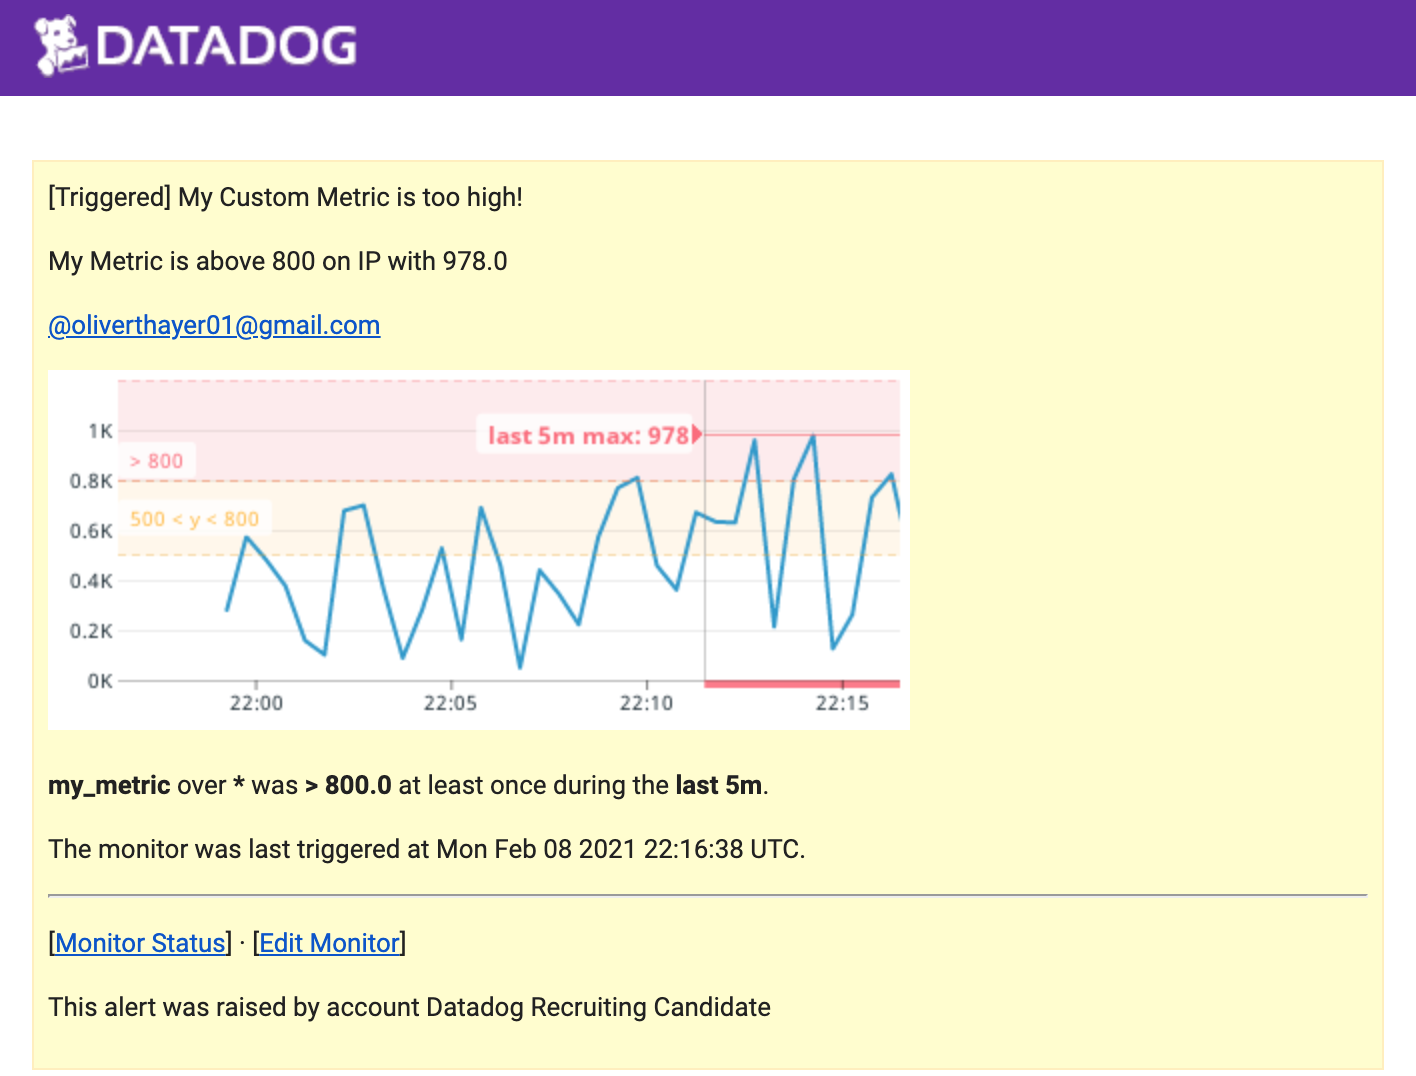 DATADOG
[Triggered] My Custom Metric is too high!
My Metric is above 800 on IP with 978.0
@oliverthayer01@gmail.com
1K
last 5m max: 978
> 800
0.8K
500 < y < 800
0.6K
0.4K
0.2K
0K
22:00 22:05 22:10 22:15
my_metric over * was > 800.0 at least once during the last 5m.
The monitor was last triggered at Mon Feb 08 2021 22:16:38 UTC.
[Monitor Status] · [Edit Monitor]
This alert was raised by account Datadog Recruiting Candidate